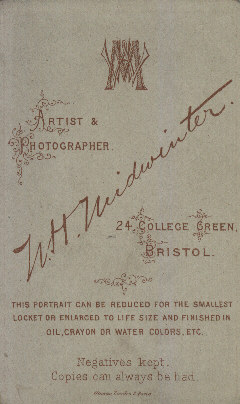 ARTIST &
PHOTOGRAPHER.
W.H. Midwinter.
24, COLLEGE GREEN,
BRISTOL.
THIS PORTRAIT CAN BE REDUCED FOR THE SMALLEST
LOCKET OR ENLARGED TO LIFE SIZE AND FINISHED IN
OIL, CRAYON OR WATER COLORS, ETC.
Negatives kept.
Copies can always be had.